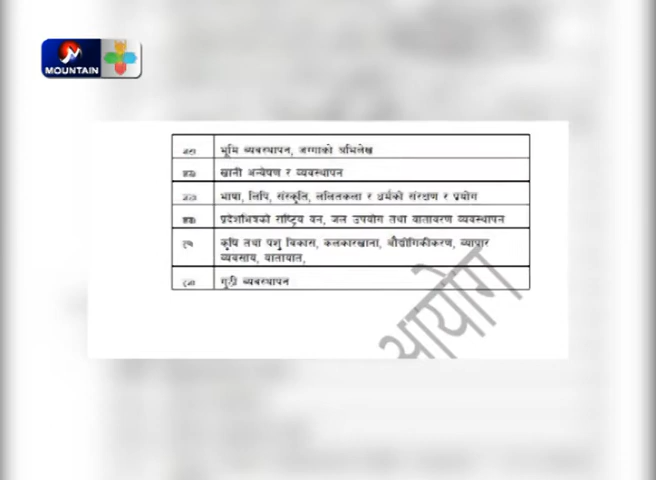 MOUNTAIN
भूमि व्यवस्थापन, जग्गाको अभिलेख
खानी अन्वेषण र व्यवस्थापन
भाषा, लिपि, संस्कृति, ललितकला र धर्मको संरक्षण र प्रयोग
प्रदेशभित्रको राष्ट्रिय वन, जल उपयोग तथा वातावरण व्यवस्थापन
कृषि तथा पशु विकास, कलकारखाना, औद्योगिकीकरण, व्यापार
व्यवसाय, यातायात,
गुठी व्यवस्थापन
आयोग